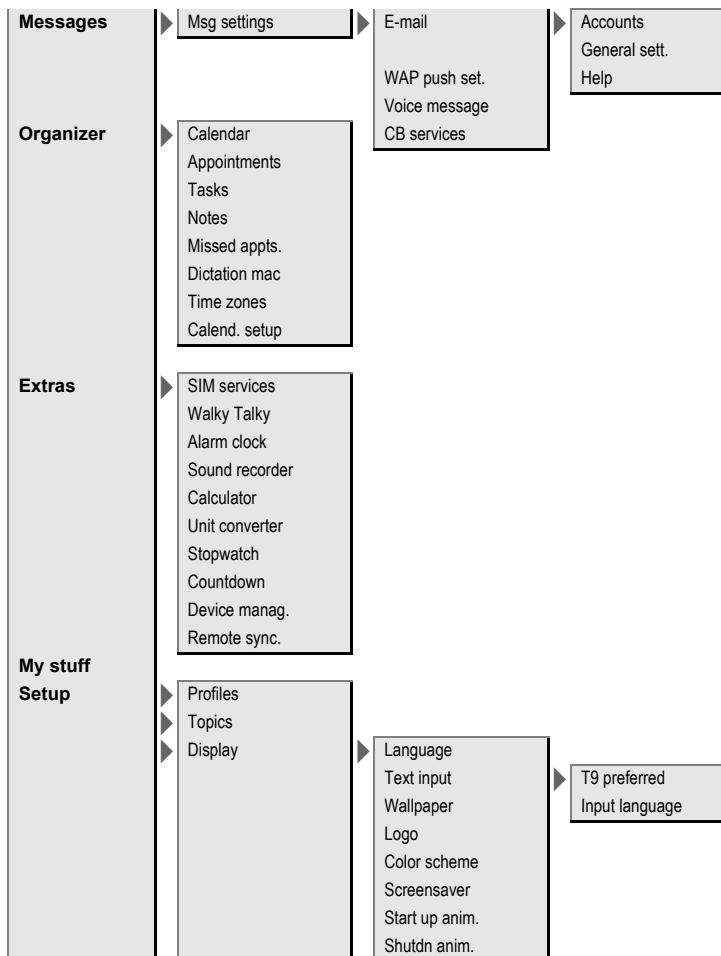 Messages Msg settings E-mail Accounts
General sett.
WAP push set. Help
Voice message
Organizer Calendar CB services
Appointments
Tasks
Notes
Missed appts.
Dictation mac
Time zones
Calend. setup
Extras SIM services
Walky Talky
Alarm clock
Sound recorder
Calculator
Unit converter
Stopwatch
Countdown
Device manag.
Remote sync.
My stuff
Setup Profiles
Topics
Display Language
Text input T9 preferred
Wallpaper Input language
Logo
Color scheme
Screensaver
Start up anim.
Shutdn anim.